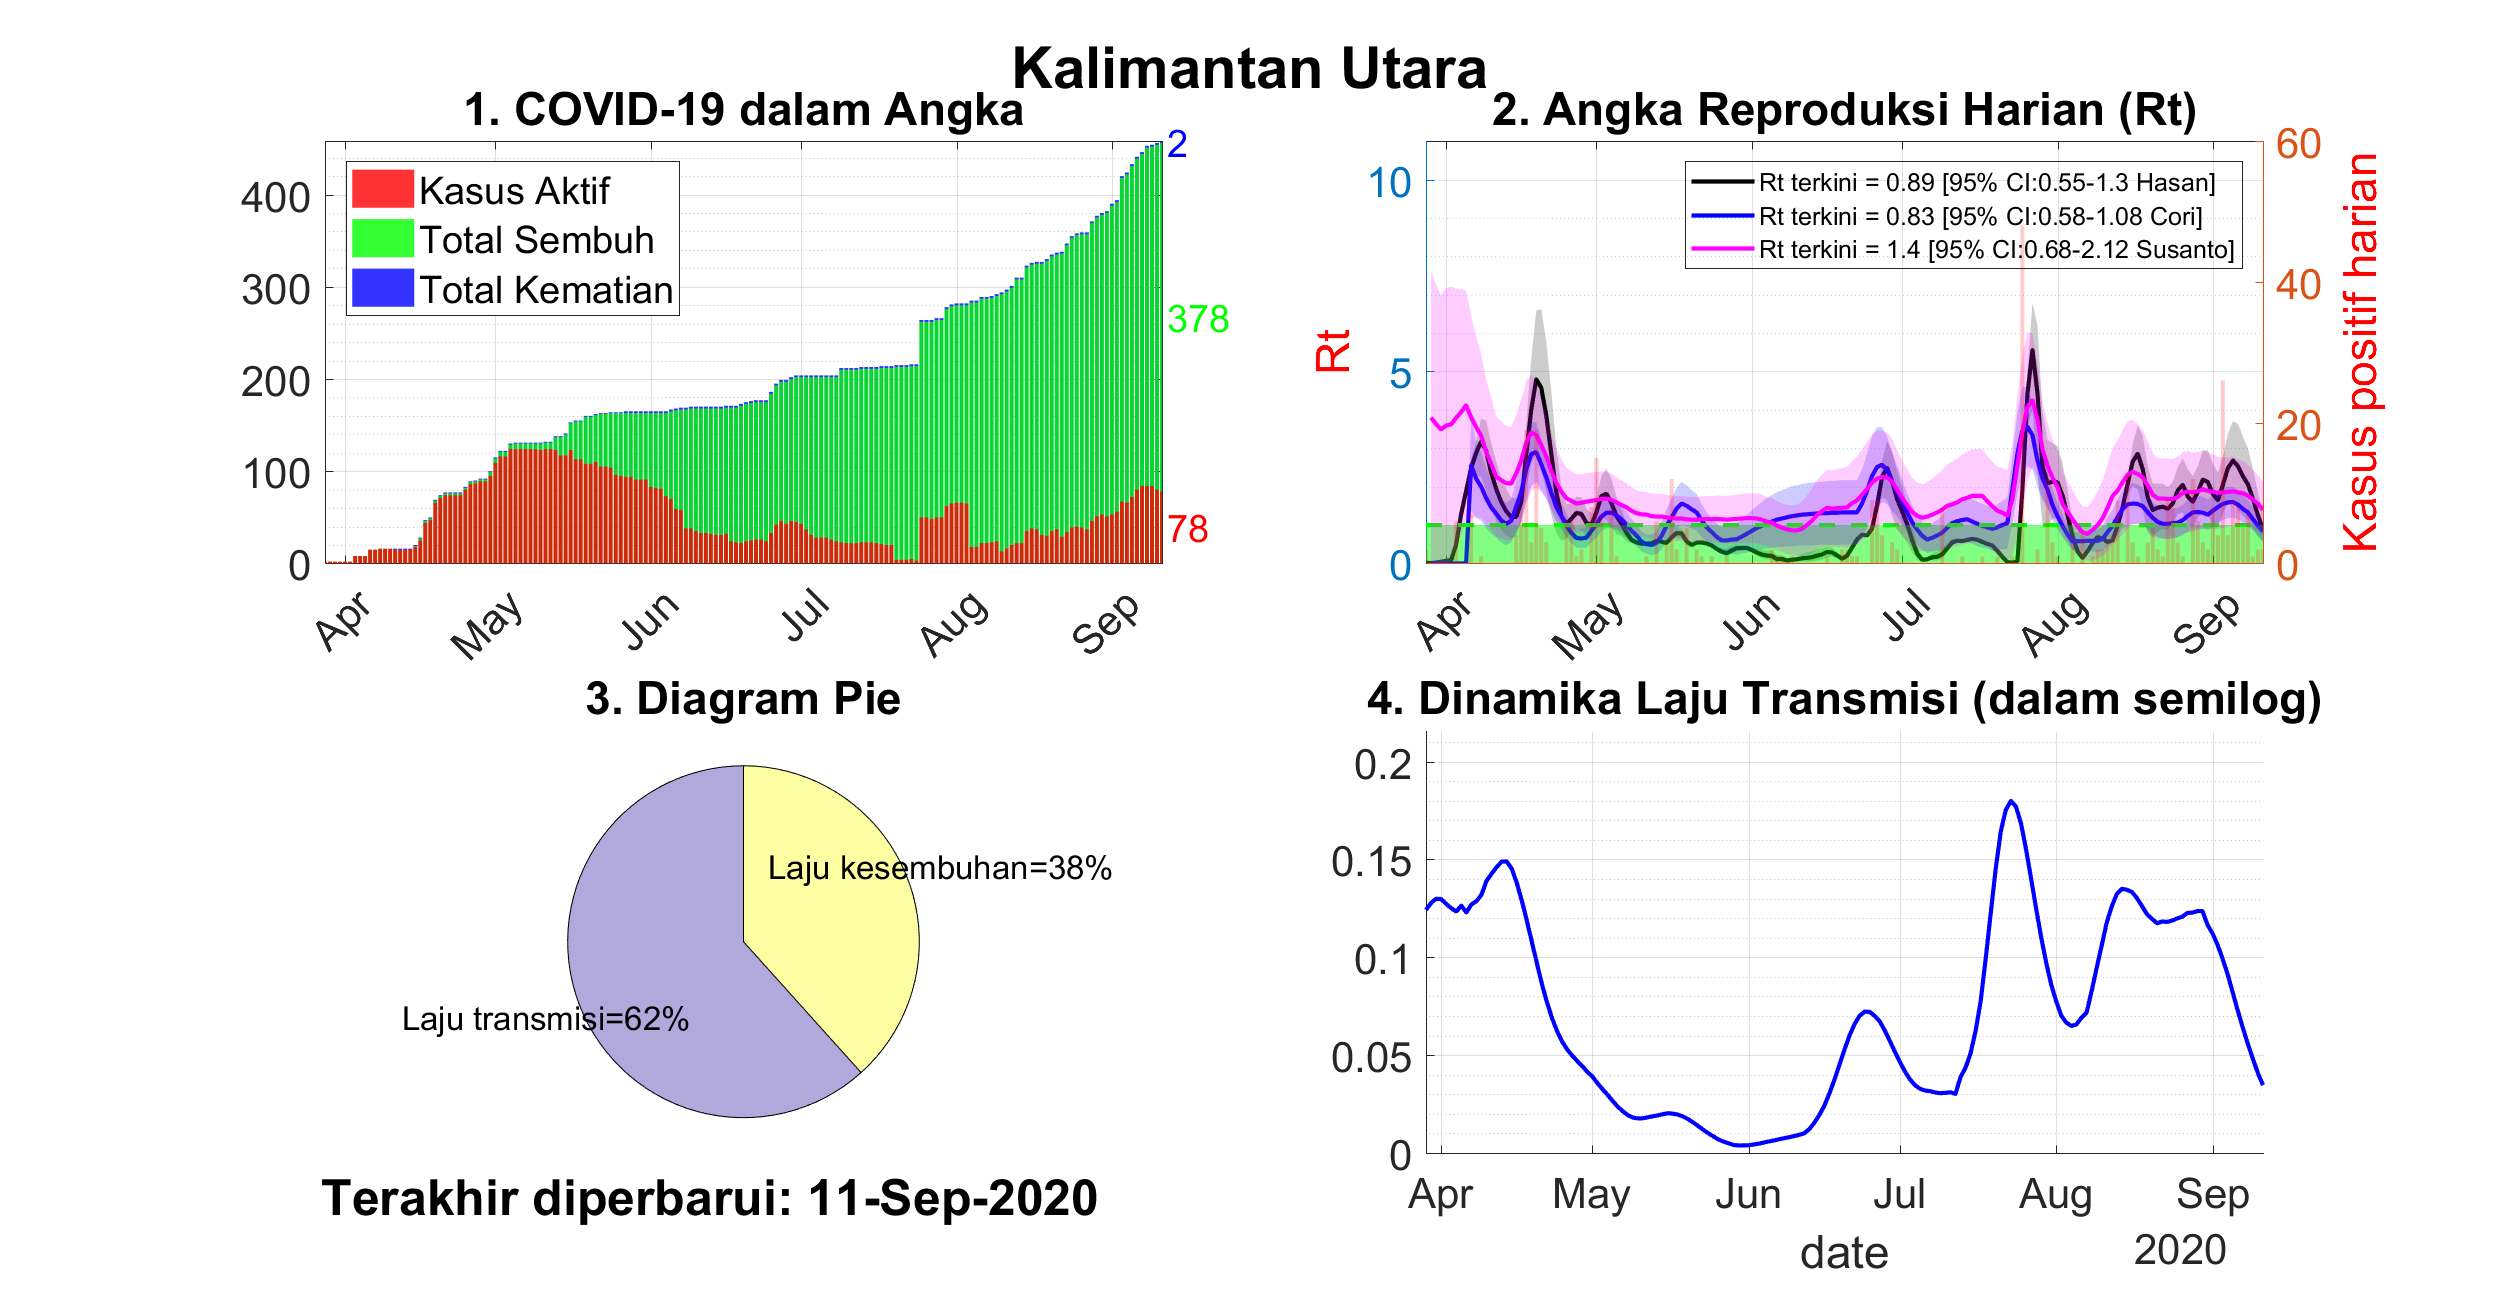 Kalimantan Utara
1. COVID-19 dalam Angka
2
378
78
400
300
200
100
0
Kasus Aktif
Total Sembuh
Total Kematian
Apr
May
Jun
Jul
Aug
Sep
2. Angka Reproduksi Harian (Rt)
Rt
10
5
0
Rt terkini = 0.89 [95% CI:0.55-1.3 Hasan]
Rt terkini = 0.83 [95% CI:0.58-1.08 Cori]
Rt terkini = 1.4 [95% CI:0.68-2.12 Susanto]
60
40
20
0
Kasus positif harian
Apr
May
Jun
Jul
Aug
Sep
3. Diagram Pie
Laju kesembuhan=38%
Laju transmisi=62%
Terakhir diperbarui: 11-Sep-2020
4. Dinamika Laju Transmisi (dalam semilog)
0.2
0.15
0.1
0.05
0
Apr
May
Jun
Jul
Aug
Sep
date
2020